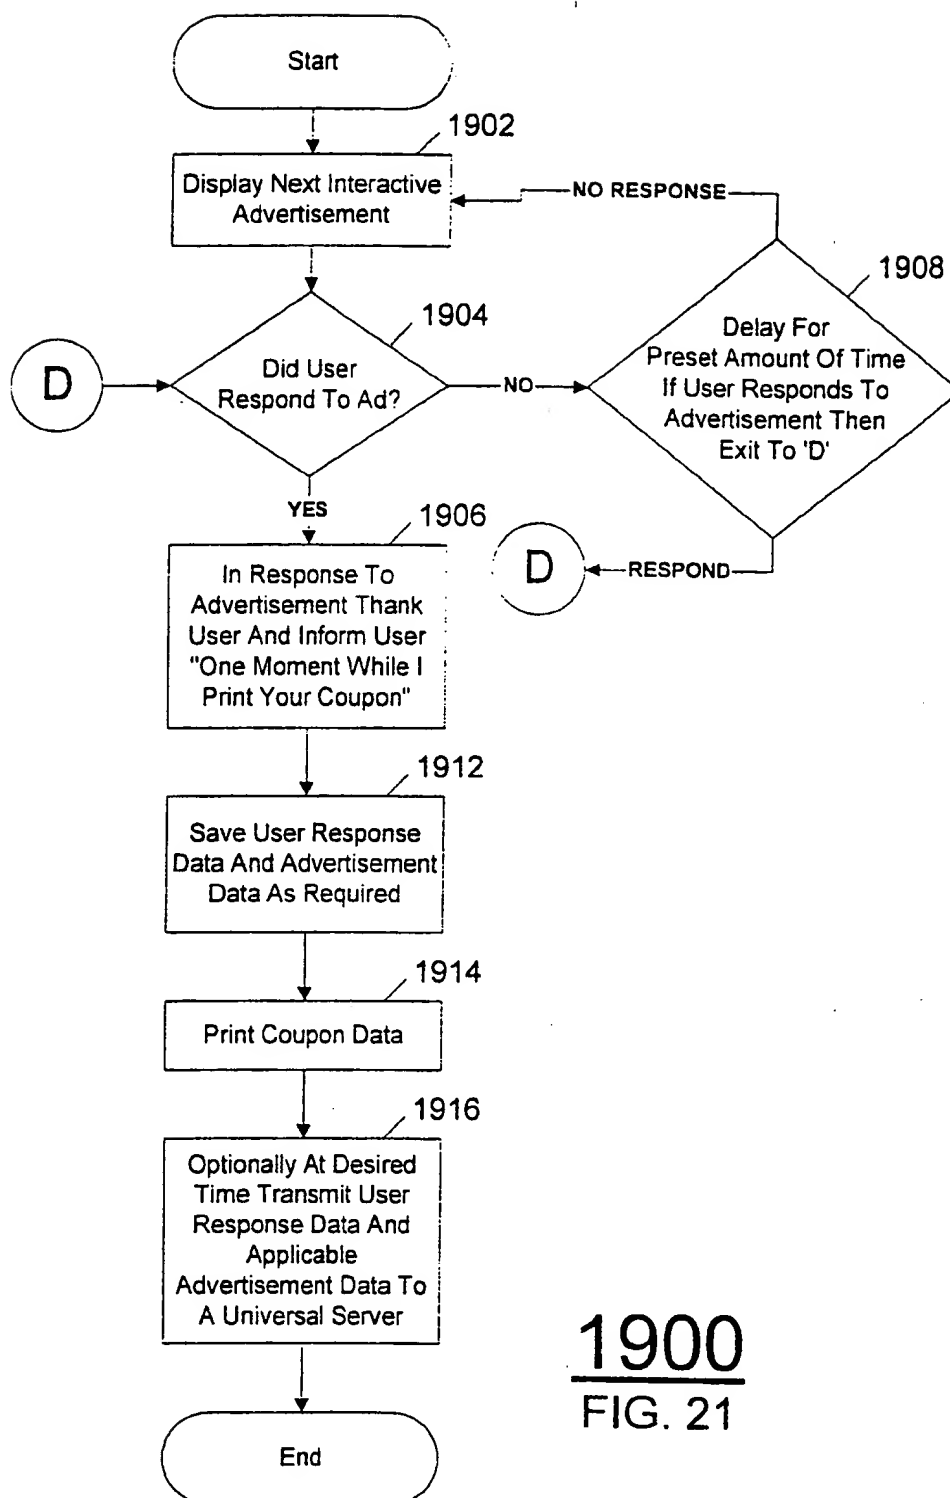 Start
1902
Display Next Interactive
Advertisement
NO RESPONSE
1908
1904
Delay For
Preset Amount Of Time
If User Responds To
Advertisement Then
Exit To 'D'
D
Did User
Respond To Ad?
NO
YES
1906
D
RESPOND
In Response To
Advertisement Thank
User And Inform User
"One Moment While I
Print Your Coupon"
1912
Save User Response
Data And Advertisement
Data As Required
1914
Print Coupon Data
1916
Optionally At Desired
Time Transmit User
Response Data And
Applicable
Advertisement Data To
A Universal Server
1900
FIG. 21
End